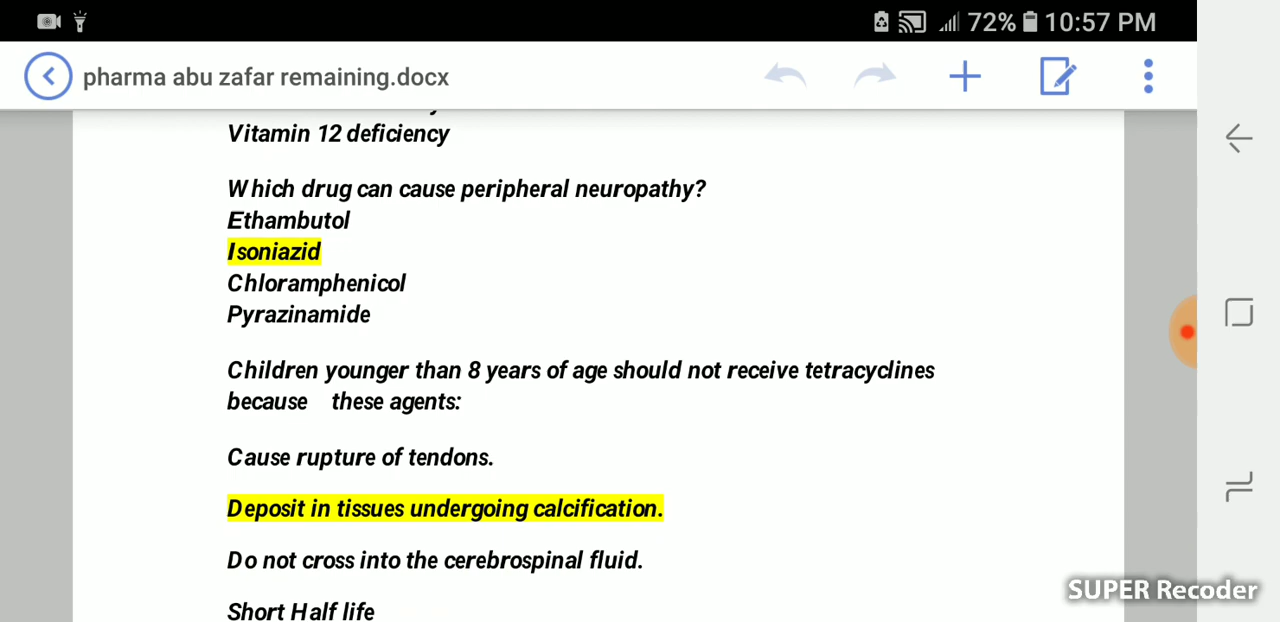 72% 10:57 PM
pharma abu zafar remaining.docx
Vitamin 12 deficiency
Which drug can cause peripheral neuropathy?
Ethambutol
Isoniazid
Chloramphenicol
Pyrazinamide
Children younger than 8 years of age should not receive tetracyclines
because these agents:
Cause rupture of tendons.
Deposit in tissues undergoing calcification.
Do not cross into the cerebrospinal fluid.
Short Half life
SUPER Recoder